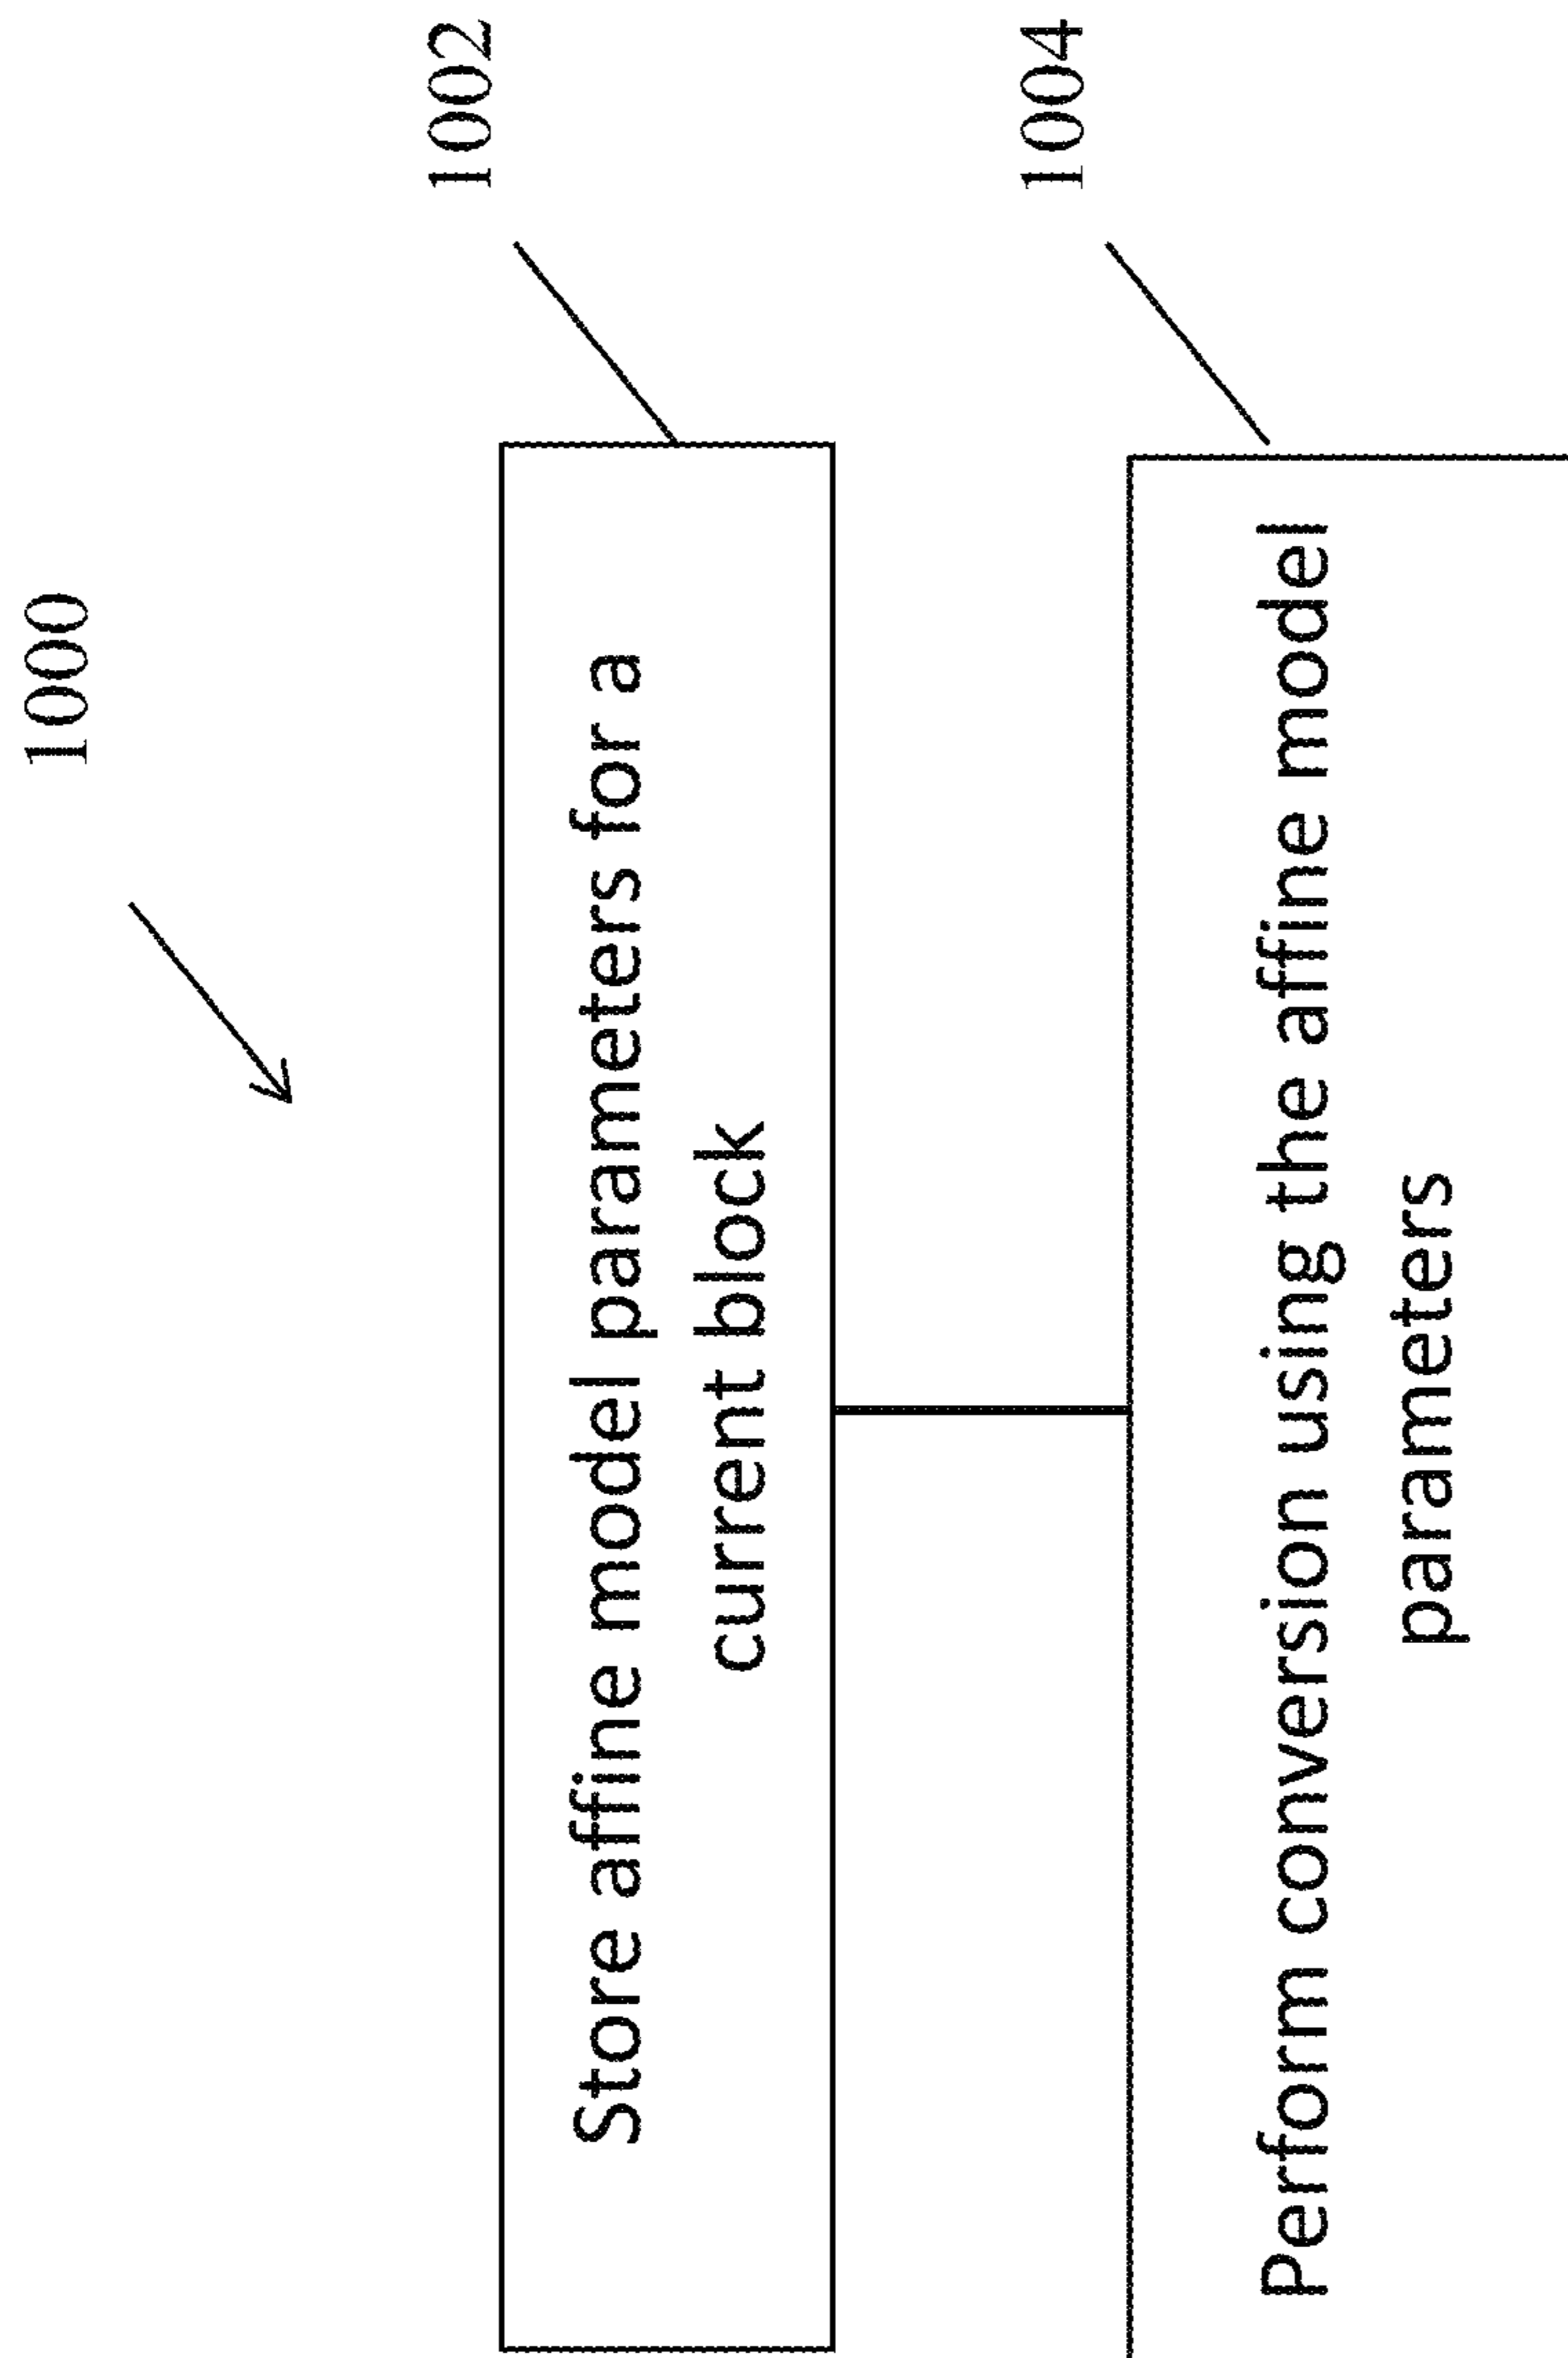 1000
1002
Store affine model parameters for a
current block
1004
Perform conversion using the affine model
parameters